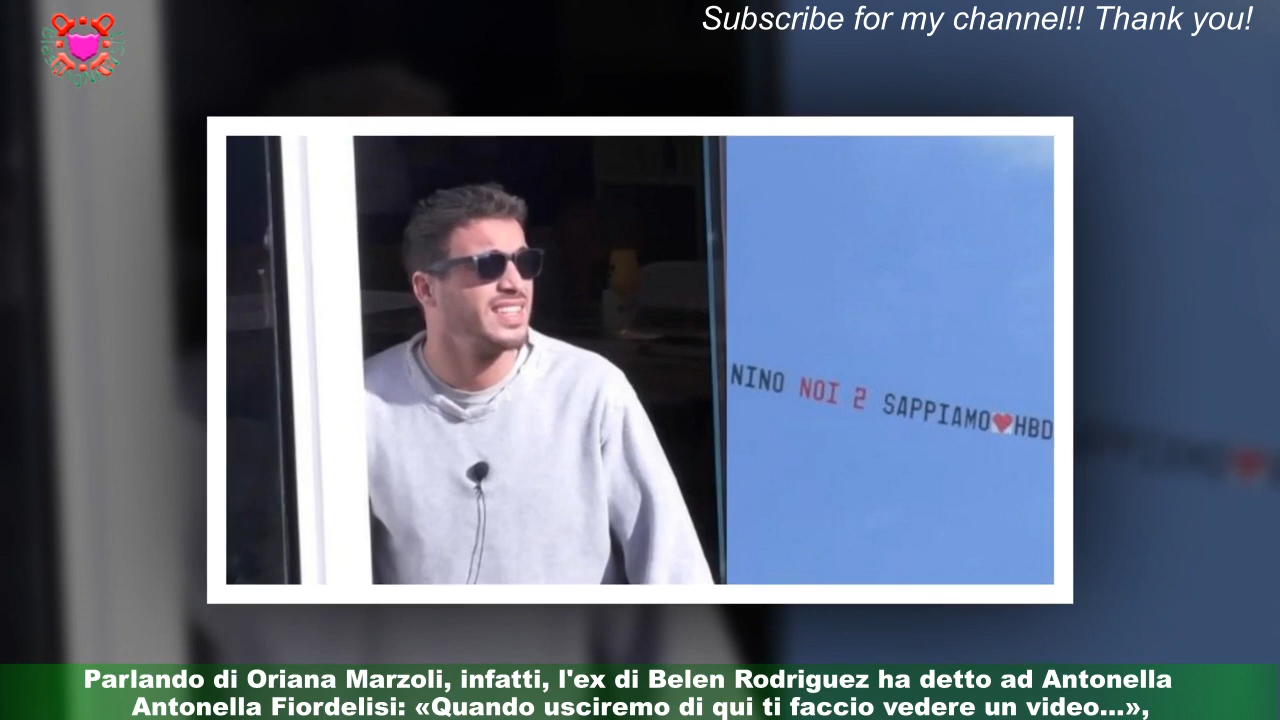 Subscribe for my channel!! Thank you!
NINO NOI 2 SAPPIAMO❤HBD
Parlando di Oriana Marzoli, infatti, l'ex di Belen Rodriguez ha detto ad Antonella
Antonella Fiordelisi: «Quando usciremo di qui ti faccio vedere un video...»,